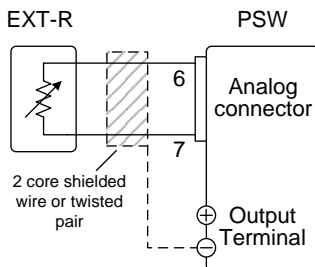 EXT-R
PSW
6
Analog
connector
7
2 core shielded
wire or twisted
pair
+
Output
Terminal
-